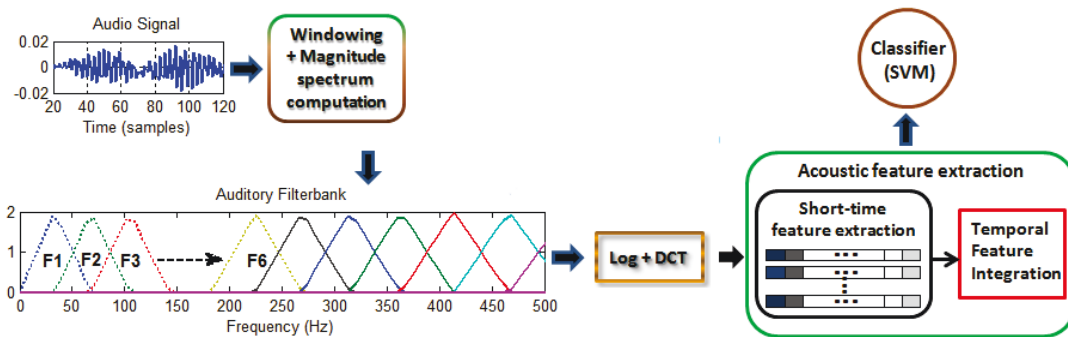 Audio Signal
0.02
0
-0.02
20 40 60 80 100 120
Time (samples)
Windowing
+ Magnitude
spectrum
computation
Classifier
(SVM)
Auditory Filterbank
2
1
0
F1 F2 F3 F6
0 50 100 150 200 250 300 350 400 450 500
Frequency (Hz)
Log + DCT
Acoustic feature extraction
Short-time
feature extraction
Temporal
Feature
Integration